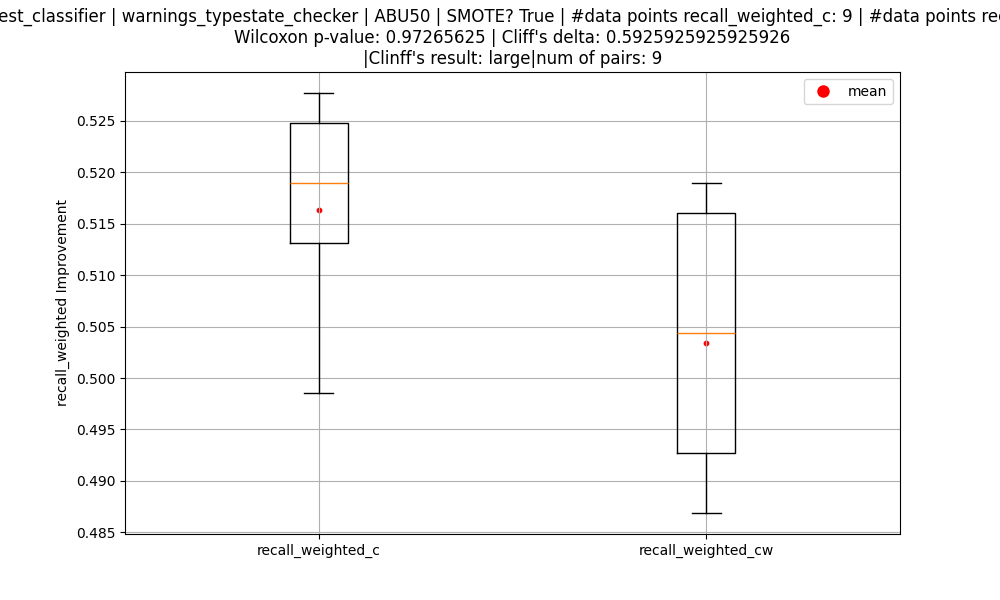 est_classifier | warnings_typestate_checker | ABU50 | SMOTE? True | #data points recall_weighted_c: 9 | #data points rec
Wilcoxon p-value: 0.97265625 | Cliff's delta: 0.5925925925925926
|Clinff's result: large|num of pairs: 9
mean
0.525
0.520
0.515
0.510
0.505
0.500
0.495
0.490
0.485
recall_weighted Improvement
recall_weighted_c
recall_weighted_cw